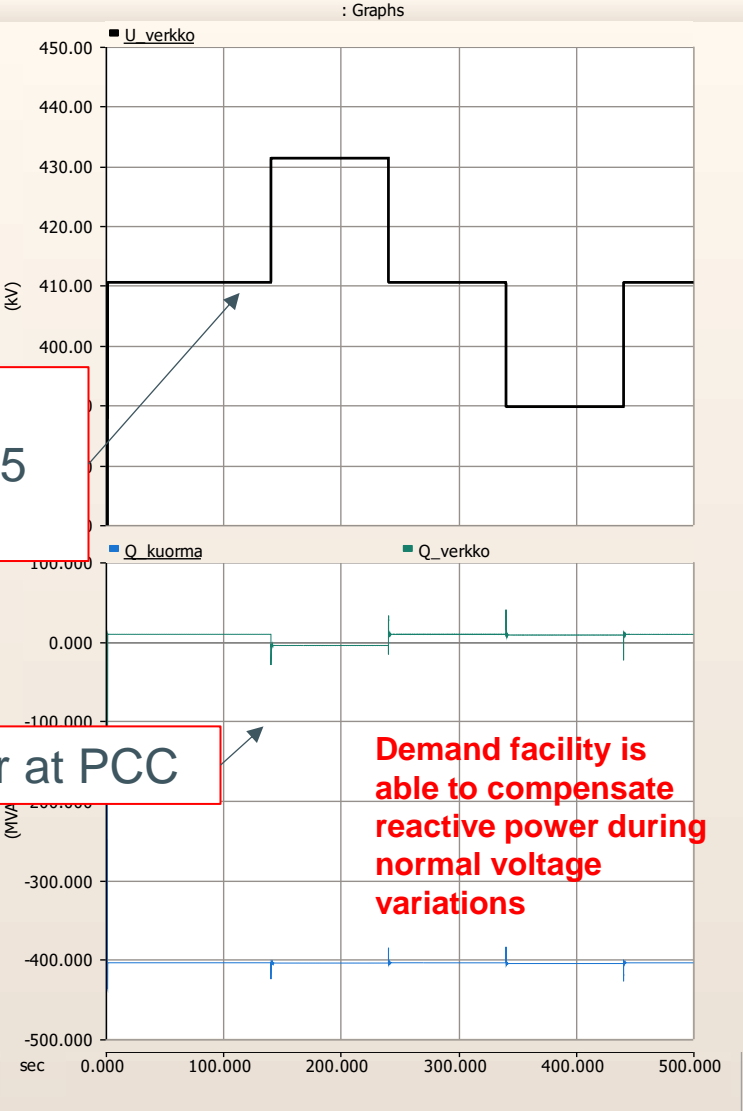 : Graphs
U_verkko
450.00
440.00
430.00
420.00
410.00
(kV)
400.00
5
Q_kuorma
Q_verkko
100.000
0.000
-100.000
r at PCC
Demand facility is
able to compensate
reactive power during
normal voltage
variations
-200.000
-300.000
-400.000
-500.000
sec
0.000
100.000
200.000
300.000
400.000
500.000